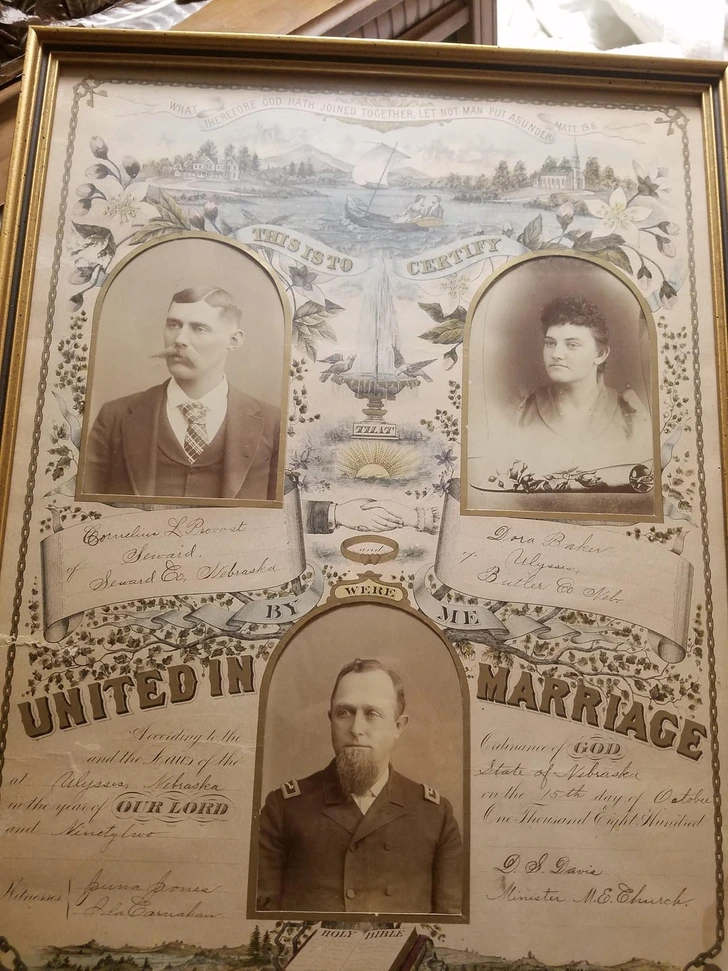 WHAT THEREFORE GOD HATH JOINED TOGETHER, LET NOT MAN PUT ASUNDER MATT 19 6
THIS IS TO CERTIFY
THAT
Cornelius L Provost
of Seward,
Seward Co, Nebraska
and
Dora Baker
of Ulysses,
Butler Co Neb.
WERE
BY ME
UNITED IN MARRIAGE
According to the Ordinance of GOD
and the Laws of the State of Nebraska
at Ulysses, Nebraska on the 15th day of October
in the year of OUR LORD One Thousand Eight Hundred
and Ninetytwo
Witnesses Jones
Ida Carnahan
D. S. Davis
Minister M.E. Church.
HOLY BIBLE